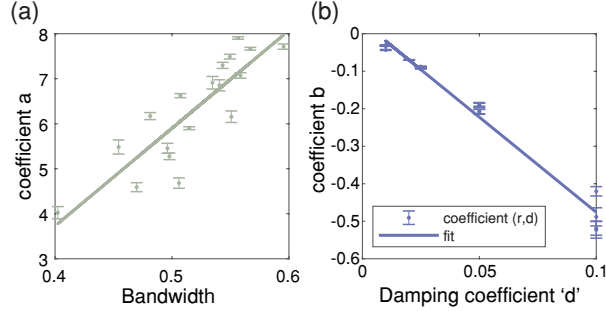 (a)
8
7
6
5
4
3
coefficient a
0.4
0.5
0.6
Bandwidth
(b)
0
-0.1
-0.2
-0.3
-0.4
-0.5
-0.6
coefficient b
coefficient (r,d)
fit
0
0.05
0.1
Damping coefficient 'd'